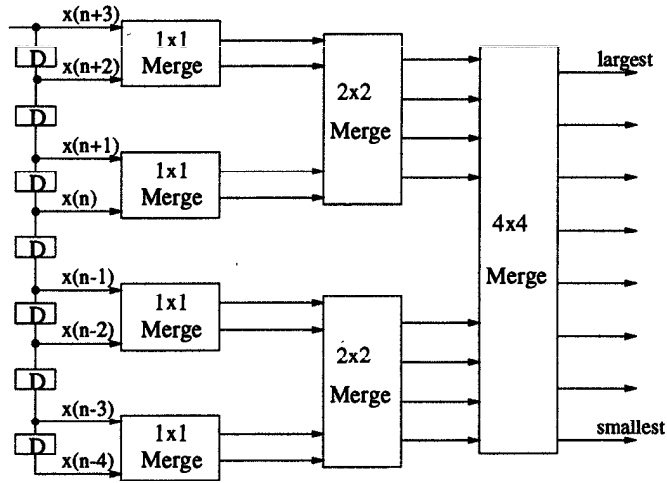 x(n+3)
1x1
Merge
D
x(n+2)
D
x(n+1)
1x1
Merge
D
x(n)
D
x(n-1)
1x1
Merge
D
x(n-2)
D
x(n-3)
1x1
Merge
D
x(n-4)
2x2
Merge
2x2
Merge
4x4
Merge
largest
smallest